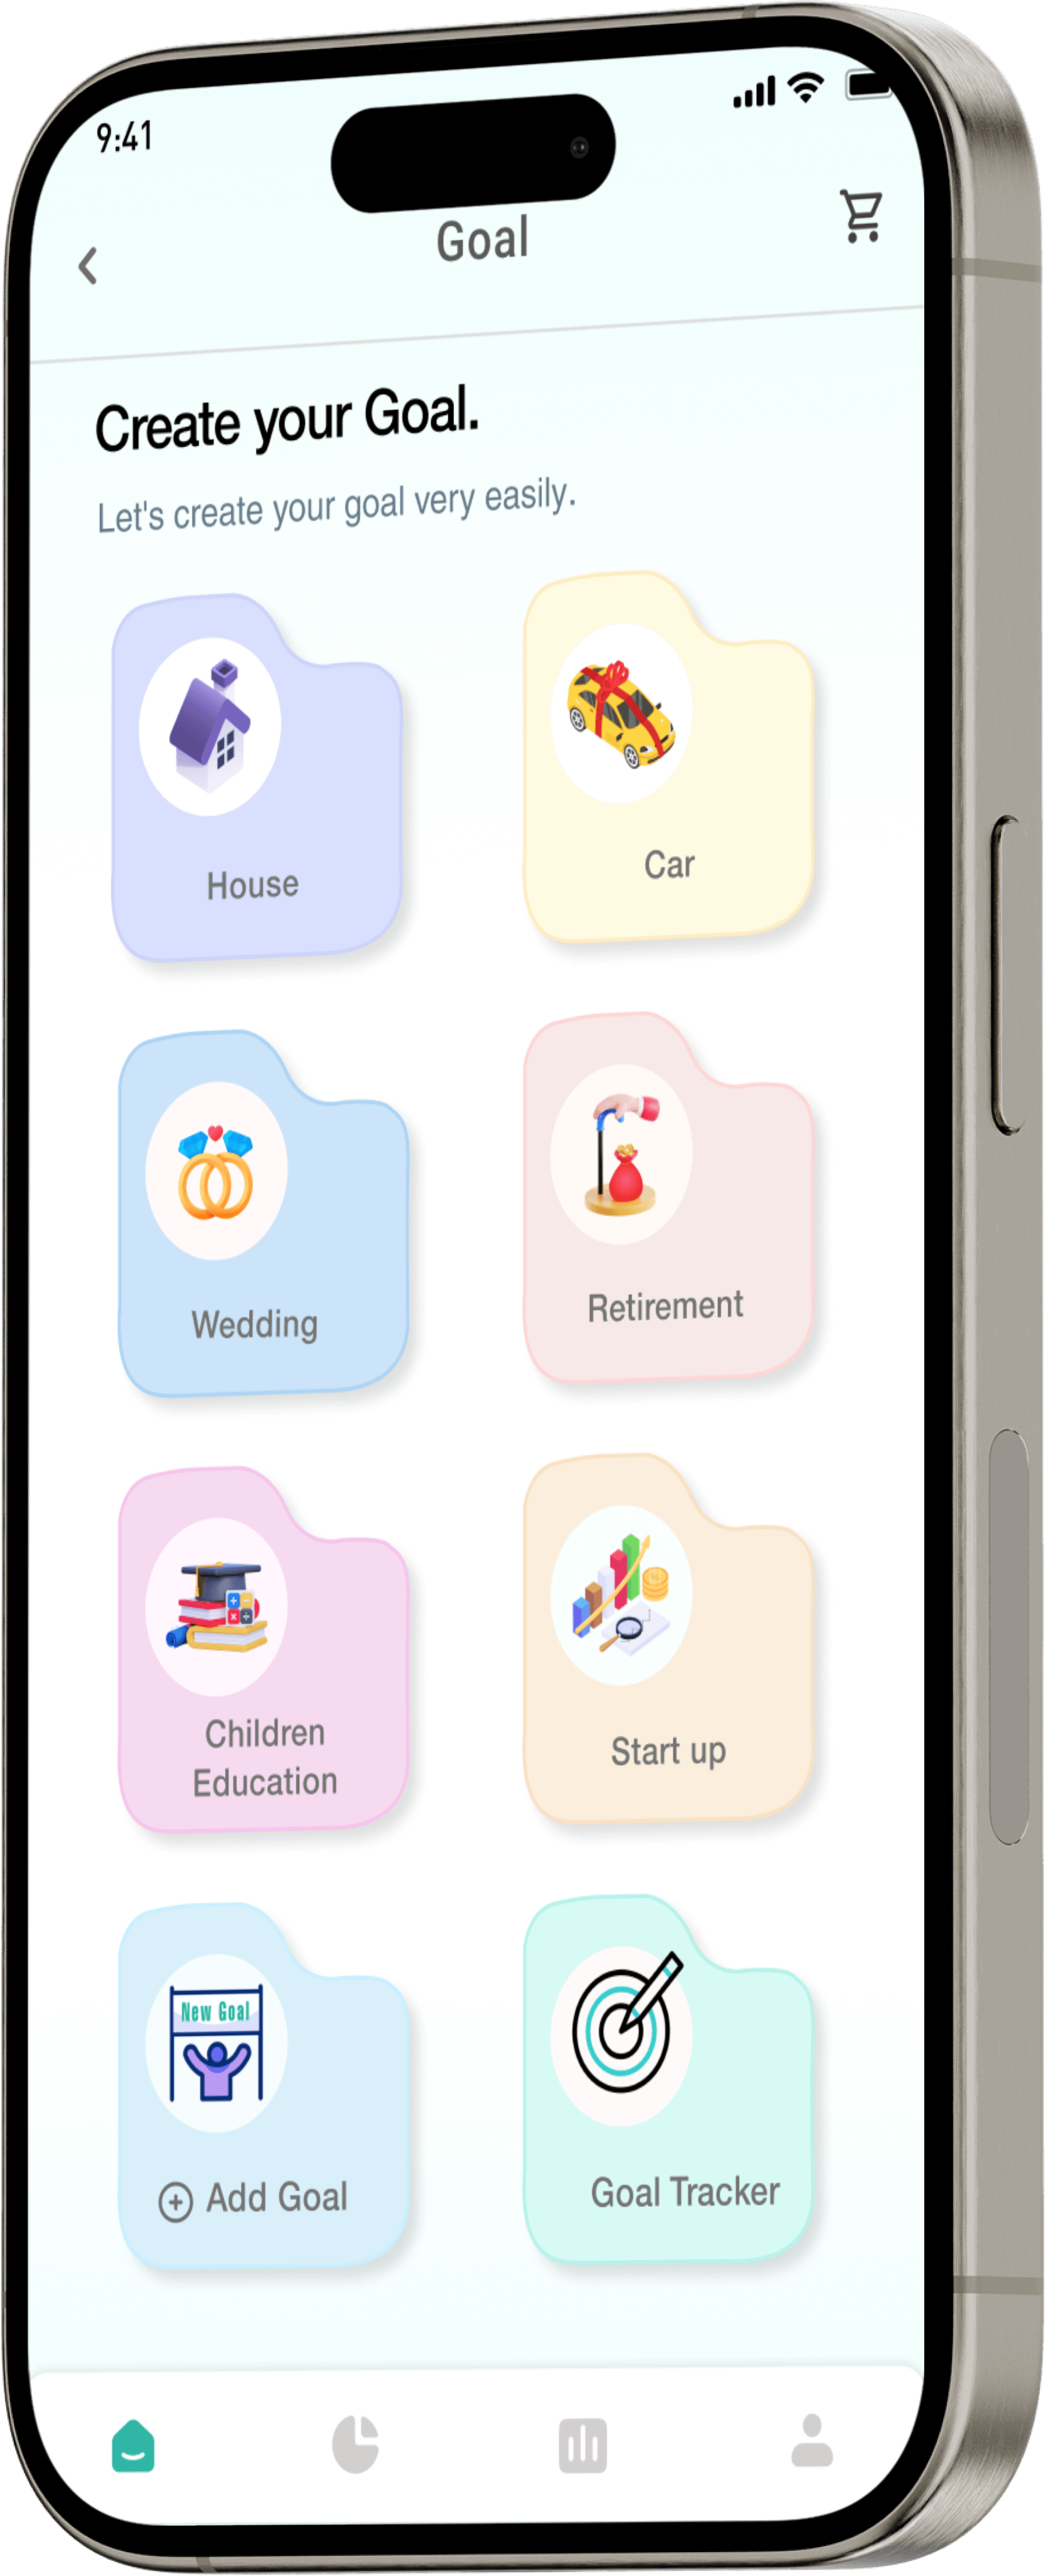 9:41
Goal
Create your Goal.
Let's create your goal very easily.
House
Car
Wedding
Retirement
Children
Education
Start up
New Goal
Add Goal
Goal Tracker